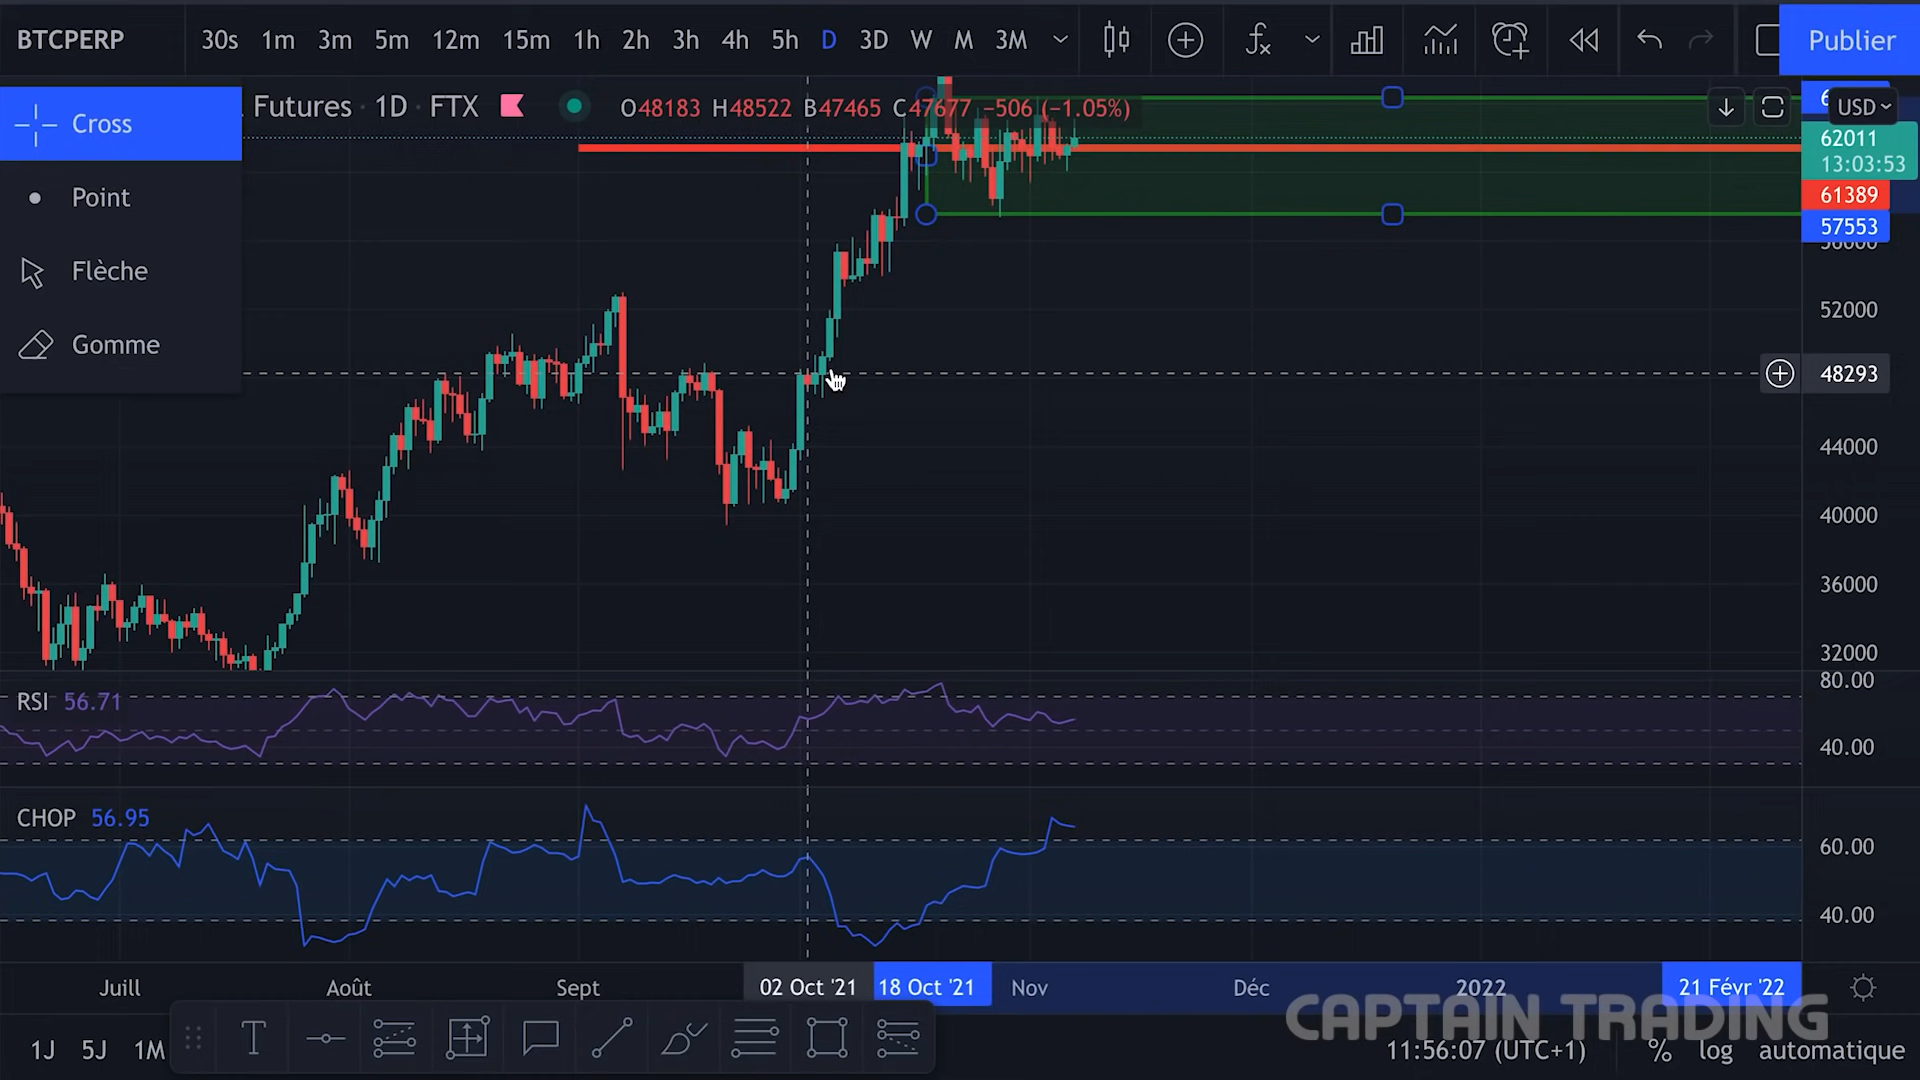 BTCPERP 30s 1m 3m 5m 12m 15m 1h 2h 3h 4h 5h D 3D W M 3M Publier
Cross
Futures · 1D · FTX O48183 H48522 B47465 C47677 −506 (−1.05%)
USD
62011
13:03:53
Point
61389
57553
56000
Flèche
52000
Gomme
48293
44000
40000
36000
32000
RSI 56.71
80.00
40.00
CHOP 56.95
60.00
40.00
Juill Août Sept 02 Oct '21 18 Oct '21 Nov Déc 2022 21 Févr '22
CAPTAIN TRADING
1J 5J 1M 11:56:07 (UTC+1) % log automatique